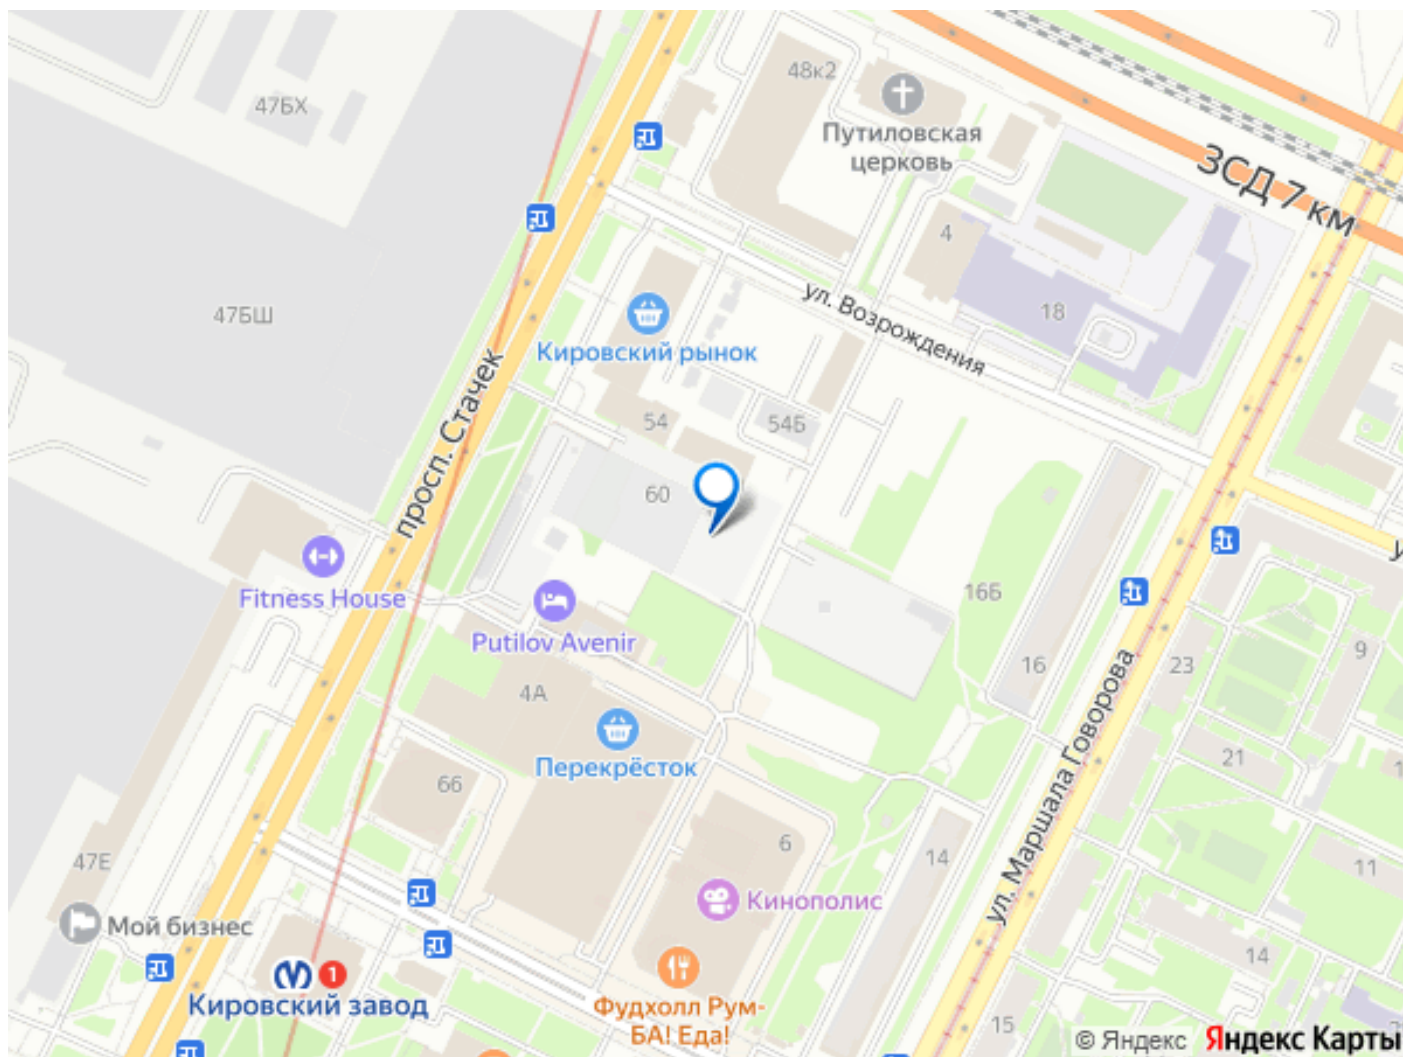 48к2
47БХ
Путиловская
церковь
ЗСД 7 км
4
18
47БШ
ул. Возрождения
Кировский рынок
просп. Стачек
54
54Б
60
Fitness House
16Б
Putilov Avenir
9
16
23
4А
ул. Маршала Говорова
Перекрёсток
21
66
6
14
47Е
11
Кинополис
Мой бизнес
14
1
Кировский завод
Фудхолл Рум-
БА! Еда!
15
© Яндекс Яндекс Карты